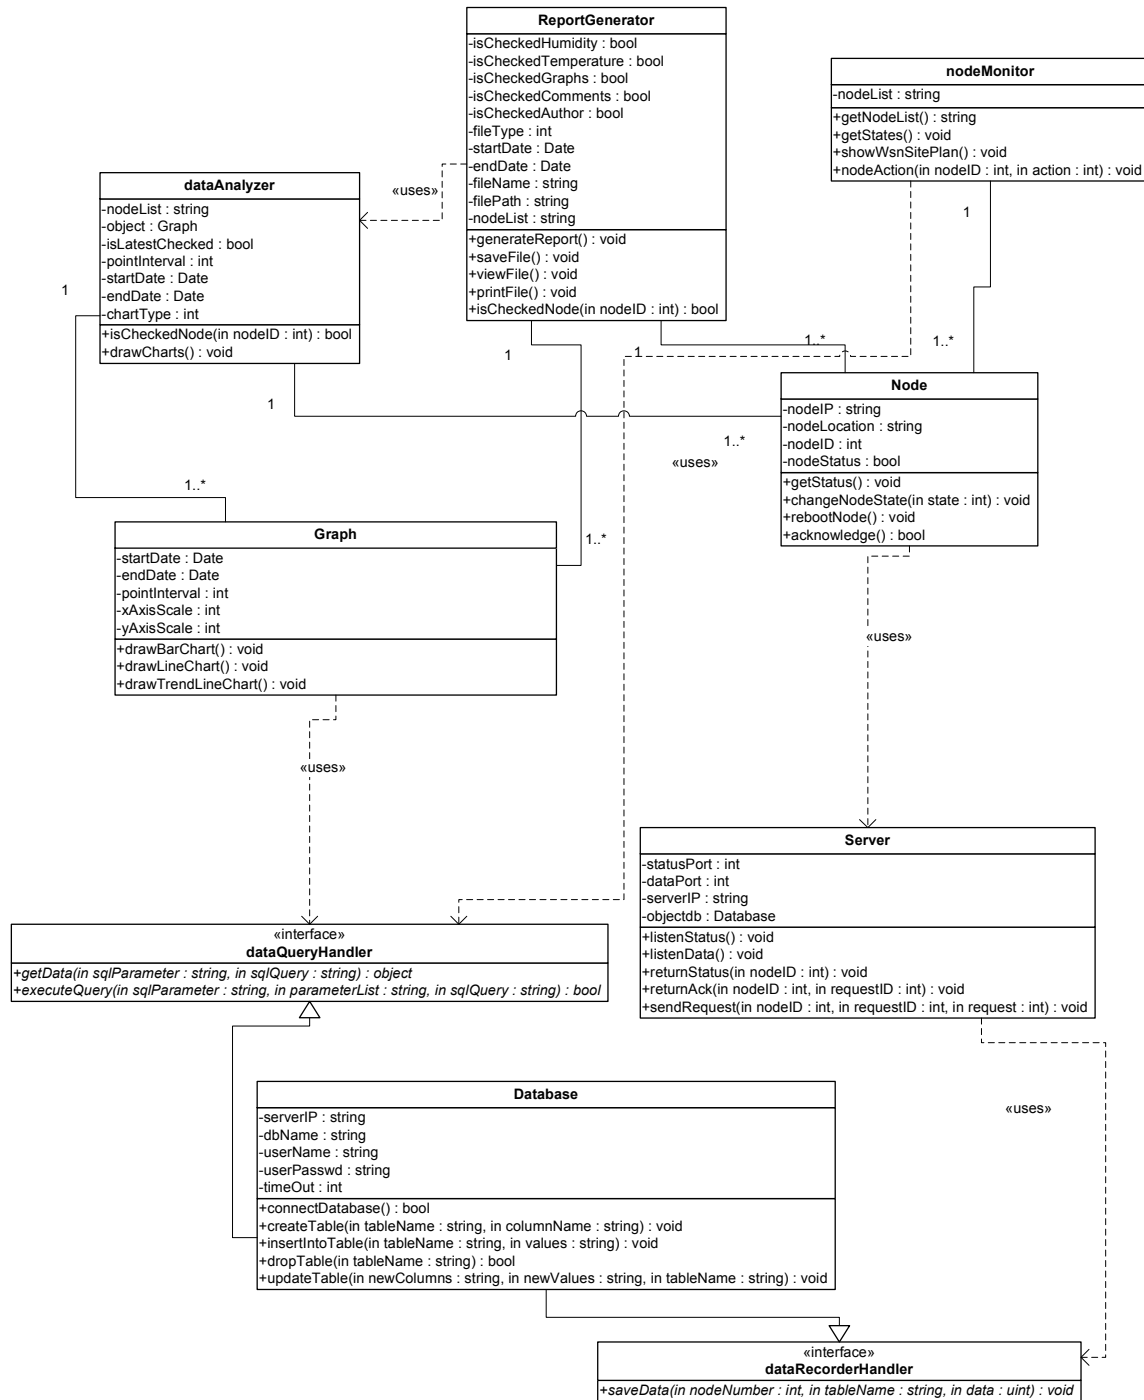 ReportGenerator
-isCheckedHumidity : bool
-isCheckedTemperature : bool
-isCheckedGraphs : bool
-isCheckedComments : bool
-isCheckedAuthor : bool
-fileType : int
-startDate : Date
-endDate : Date
-fileName : string
-filePath : string
-nodeList : string
+generateReport() : void
+saveFile() : void
+viewFile() : void
+printFile() : void
+isCheckedNode(in nodeID : int) : bool
nodeMonitor
-nodeList : string
+getNodeList() : string
+getStates() : void
+showWsnSitePlan() : void
+nodeAction(in nodeID : int, in action : int) : void
«uses»
dataAnalyzer
-nodeList : string
-object : Graph
-isLatestChecked : bool
-pointInterval : int
-startDate : Date
-endDate : Date
-chartType : int
+isCheckedNode(in nodeID : int) : bool
+drawCharts() : void
1
1
1
1
1..*
1..*
1
1..*
«uses»
Node
-nodeIP : string
-nodeLocation : string
-nodeID : int
-nodeStatus : bool
+getStatus() : void
+changeNodeState(in state : int) : void
+rebootNode() : void
+acknowledge() : bool
1..*
1..*
Graph
-startDate : Date
-endDate : Date
-pointInterval : int
-xAxisScale : int
-yAxisScale : int
+drawBarChart() : void
+drawLineChart() : void
+drawTrendLineChart() : void
«uses»
«uses»
Server
-statusPort : int
-dataPort : int
-serverIP : string
-objectdb : Database
+listenStatus() : void
+listenData() : void
+returnStatus(in nodeID : int) : void
+returnAck(in nodeID : int, in requestID : int) : void
+sendRequest(in nodeID : int, in requestID : int, in request : int) : void
«interface»
dataQueryHandler
+getData(in sqlParameter : string, in sqlQuery : string) : object
+executeQuery(in sqlParameter : string, in parameterList : string, in sqlQuery : string) : bool
Database
-serverIP : string
-dbName : string
-userName : string
-userPasswd : string
-timeOut : int
+connectDatabase() : bool
+createTable(in tableName : string, in columnName : string) : void
+insertIntoTable(in tableName : string, in values : string) : void
+dropTable(in tableName : string) : bool
+updateTable(in newColumns : string, in newValues : string, in tableName : string) : void
«uses»
«interface»
dataRecorderHandler
+saveData(in nodeNumber : int, in tableName : string, in data : uint) : void